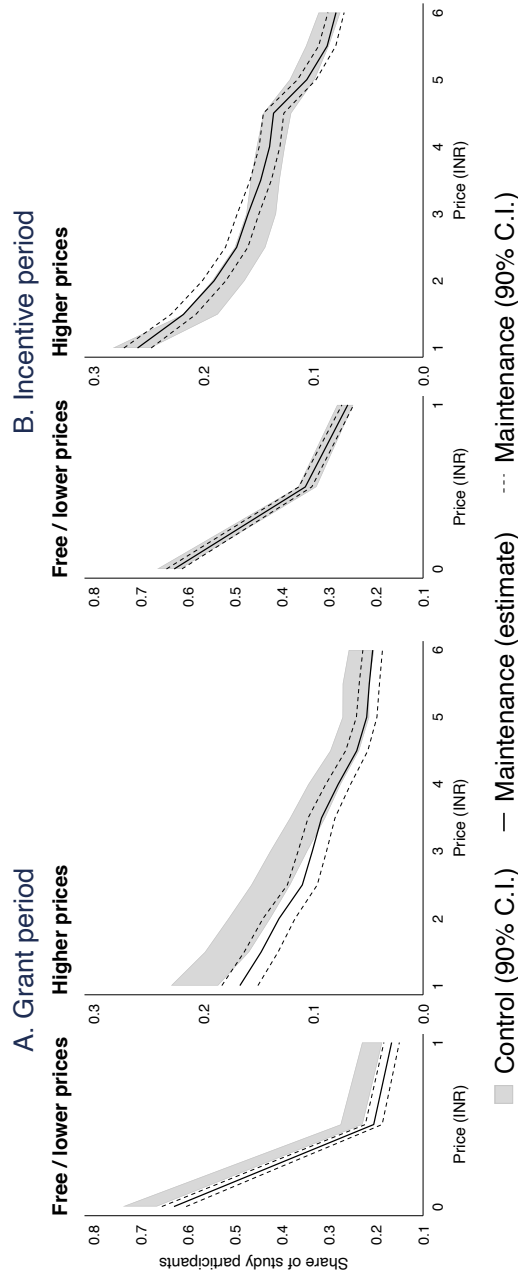 A. Grant period
B. Incentive period
Free / lower prices
Higher prices
Free / lower prices
Higher prices
Share of study participants
0.8
0.7
0.6
0.5
0.4
0.3
0.2
0.1
0
1
Price (INR)
0.3
0.2
0.1
0.0
1
2
3
4
5
6
Price (INR)
0.8
0.7
0.6
0.5
0.4
0.3
0.2
0.1
0
1
Price (INR)
0.3
0.2
0.1
0.0
1
2
3
4
5
6
Price (INR)
Control (90% C.I.)
Maintenance (estimate)
Maintenance (90% C.I.)